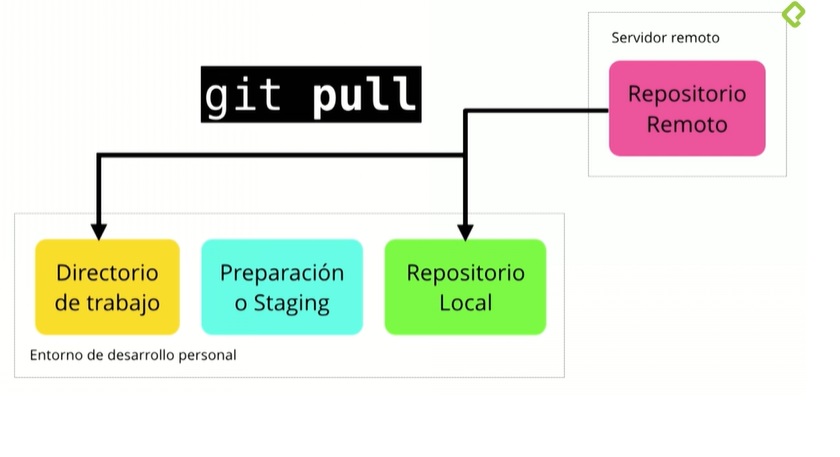 Servidor remoto
git pull
Repositorio
Remoto
Directorio
de trabajo
Preparación
o Staging
Repositorio
Local
Entorno de desarrollo personal